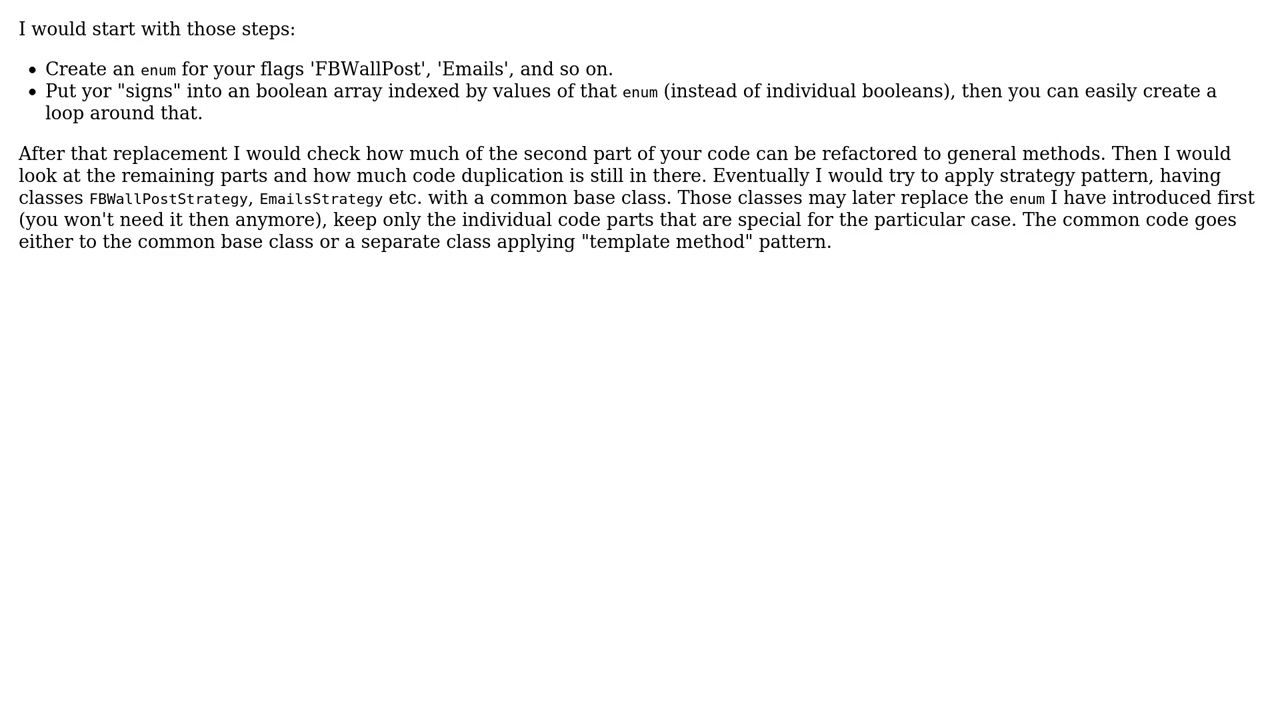 I would start with those steps:
• Create an enum for your flags 'FBWallPost', 'Emails', and so on.
• Put yor "signs" into an boolean array indexed by values of that enum (instead of individual booleans), then you can easily create a
loop around that.
After that replacement I would check how much of the second part of your code can be refactored to general methods. Then I would
look at the remaining parts and how much code duplication is still in there. Eventually I would try to apply strategy pattern, having
classes FBWallPostStrategy, EmailsStrategy etc. with a common base class. Those classes may later replace the enum I have introduced first
(you won't need it then anymore), keep only the individual code parts that are special for the particular case. The common code goes
either to the common base class or a separate class applying "template method" pattern.